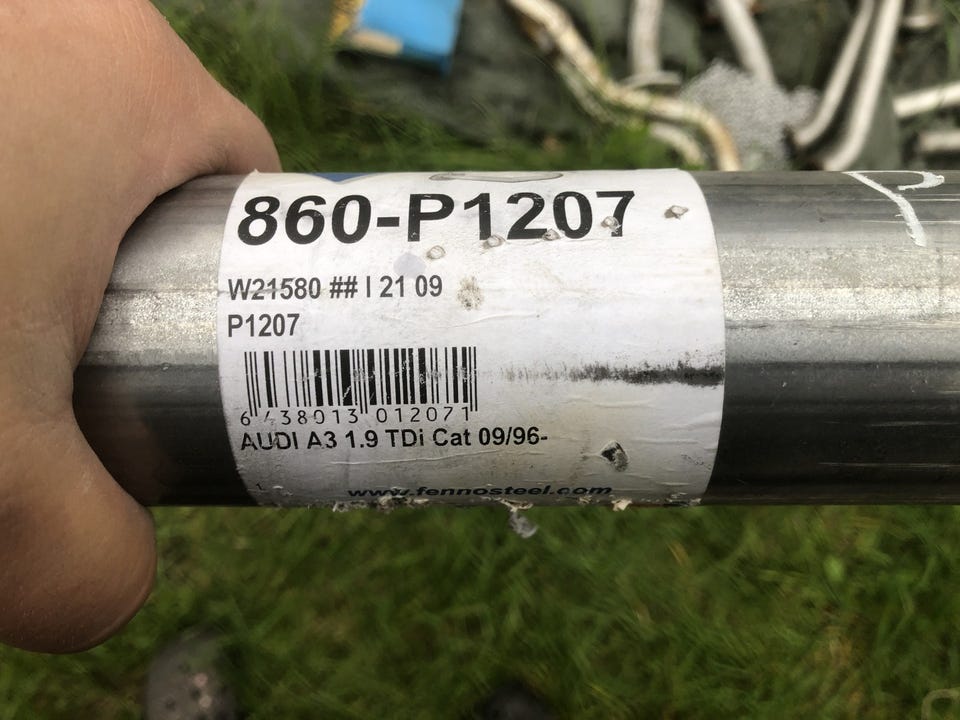 860-P1207
W21580 ## I 21 09
P1207
6 438013 012071
AUDI A3 1.9 TDi Cat 09/96-
www.fennosteel.com